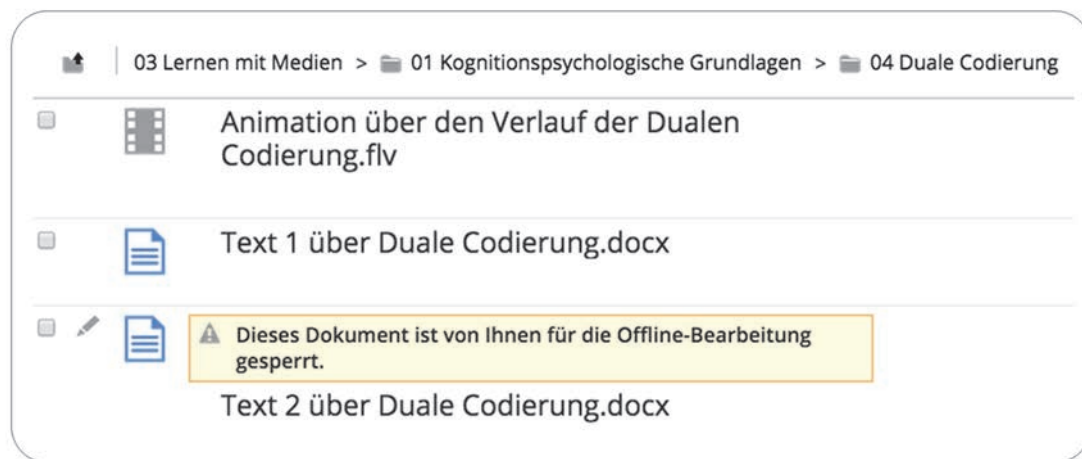 03 Lernen mit Medien > 01 Kognitionspsychologische Grundlagen > 04 Duale Codierung
Animation über den Verlauf der Dualen
Codierung.flv
Text 1 über Duale Codierung.docx
Dieses Dokument ist von Ihnen für die Offline-Bearbeitung
gesperrt.
Text 2 über Duale Codierung.docx